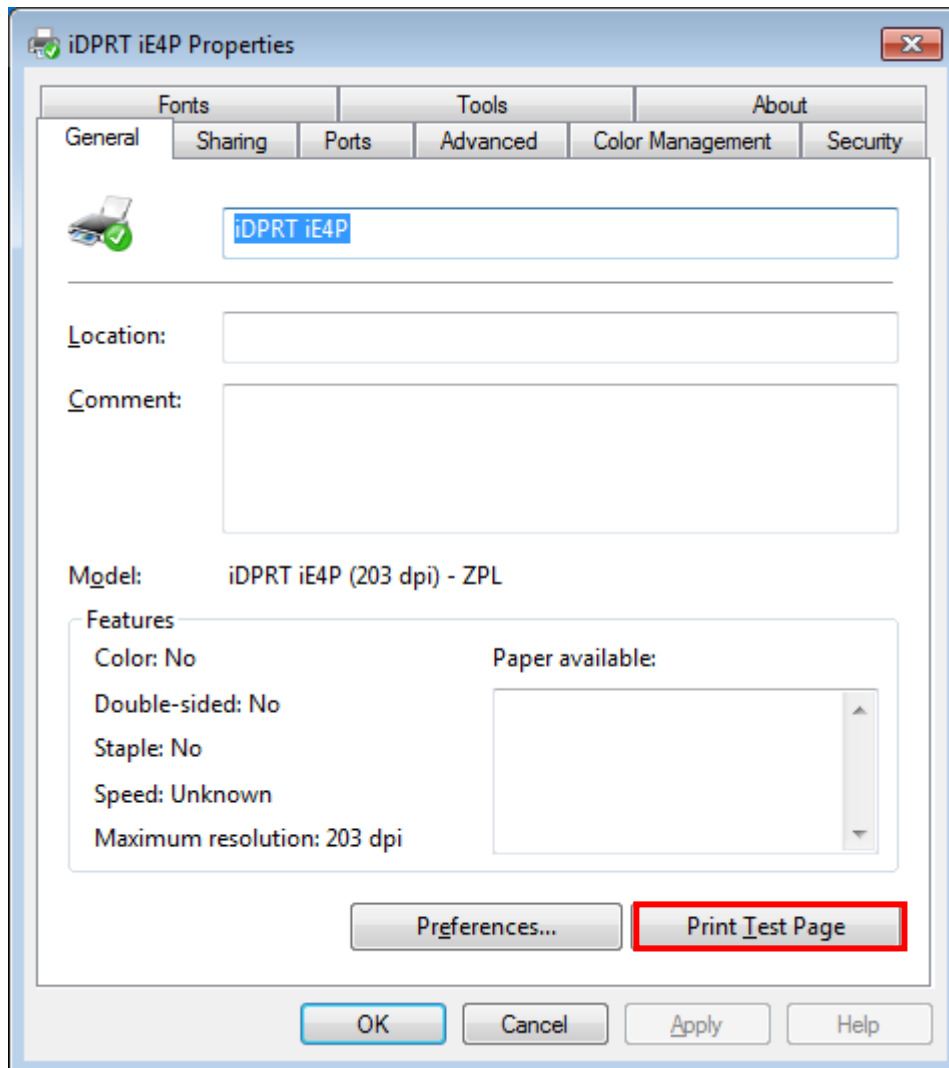 iDPRT iE4P Properties
Fonts Tools About
General Sharing Ports Advanced Color Management Security
iDPRT iE4P
Location:
Comment:
Model: iDPRT iE4P (203 dpi) - ZPL
Features
Color: No Paper available:
Double-sided: No
Staple: No
Speed: Unknown
Maximum resolution: 203 dpi
Preferences... Print Test Page
OK Cancel Apply Help